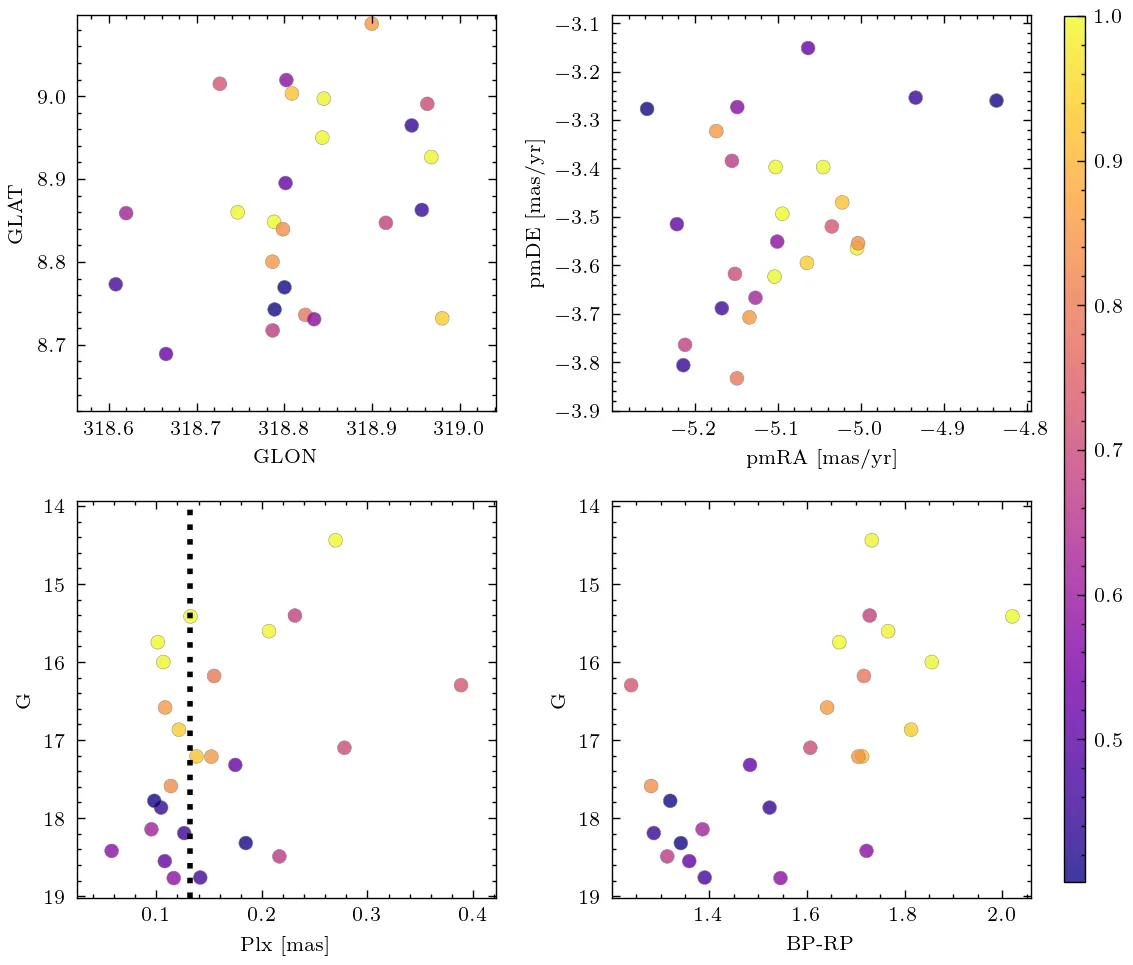 9.0
8.9
8.8
8.7
GLAT
318.6 318.7 318.8 318.9 319.0
GLON
−3.1
−3.2
−3.3
−3.4
−3.5
−3.6
−3.7
−3.8
−3.9
pmDE [mas/yr]
−5.2 −5.1 −5.0 −4.9 −4.8
pmRA [mas/yr]
1.0
0.9
0.8
0.7
0.6
0.5
14
15
16
17
18
19
G
0.1 0.2 0.3 0.4
Plx [mas]
14
15
16
17
18
19
G
1.4 1.6 1.8 2.0
BP-RP